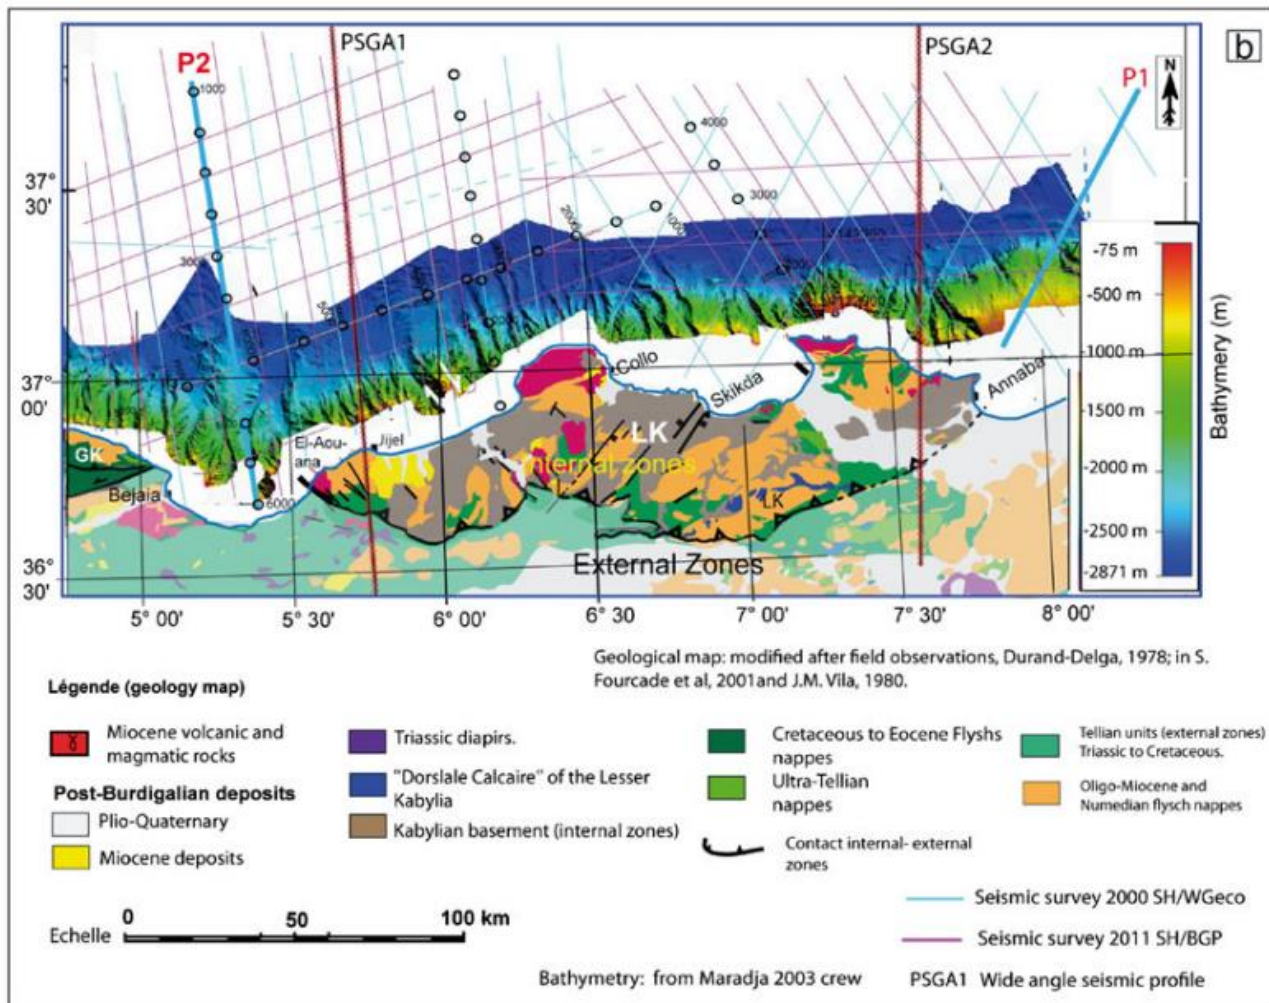 b
PSGA1
PSGA2
P2
P1
N
1000
4000
3000
2000
1000
3000
6000
37°
30'
37°
00'
36°
30'
-75 m
-500 m
-1000 m
-1500 m
-2000 m
-2500 m
-2871 m
Bathymery (m)
Collo
Skikda
Annaba
El-Aou-
ana
Jijel
GK
Bejaia
LK
Internal zones
LK
External Zones
5° 00'
5° 30'
6° 00'
6° 30'
7° 00'
7° 30'
8° 00'
Geological map: modified after field observations, Durand-Delga, 1978; in S.
Fourcade et al, 2001and J.M. Vila, 1980.
Légende (geology map)
Miocene volcanic and
magmatic rocks
Post-Burdigalian deposits
Plio-Quaternary
Miocene deposits
Triassic diapirs.
"Dorslale Calcaire" of the Lesser
Kabylia
Kabylian basement (internal zones)
Cretaceous to Eocene Flyshs
nappes
Ultra-Tellian
nappes
Contact internal- external
zones
Tellian units (external zones)
Triassic to Cretaceous.
Oligo-Miocene and
Numedian flysch nappes
Echelle
0 50 100 km
Seismic survey 2000 SH/WGeco
Seismic survey 2011 SH/BGP
Bathymetry: from Maradja 2003 crew
PSGA1 Wide angle seismic profile